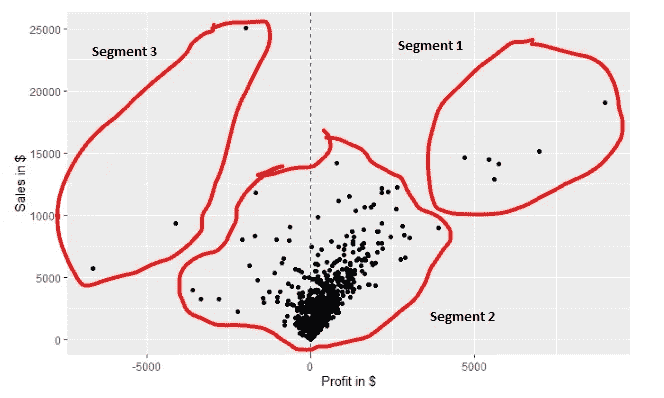 25000
20000
15000
10000
5000
0
Sales in $
Segment 3
Segment 1
Segment 2
-5000
0
5000
Profit in $